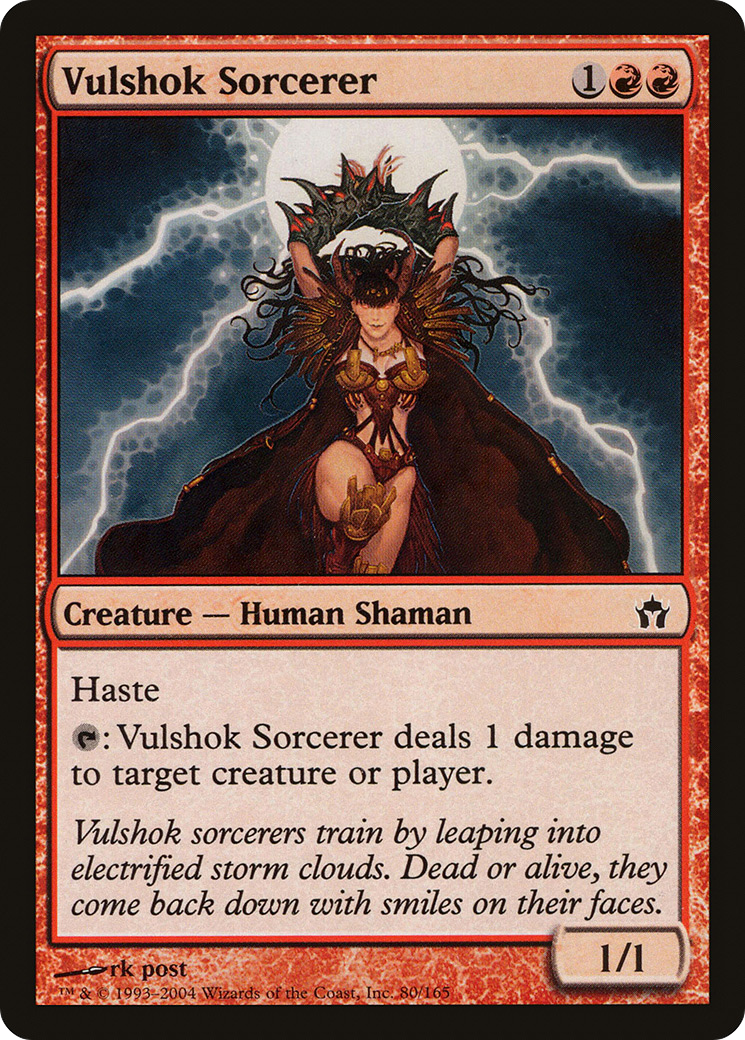 Vulshok Sorcerer 1
Creature — Human Shaman
Haste
: Vulshok Sorcerer deals 1 damage
to target creature or player.
Vulshok sorcerers train by leaping into
electrified storm clouds. Dead or alive, they
come back down with smiles on their faces.
1/1
rk post
™ & © 1993–2004 Wizards of the Coast, Inc. 80/165